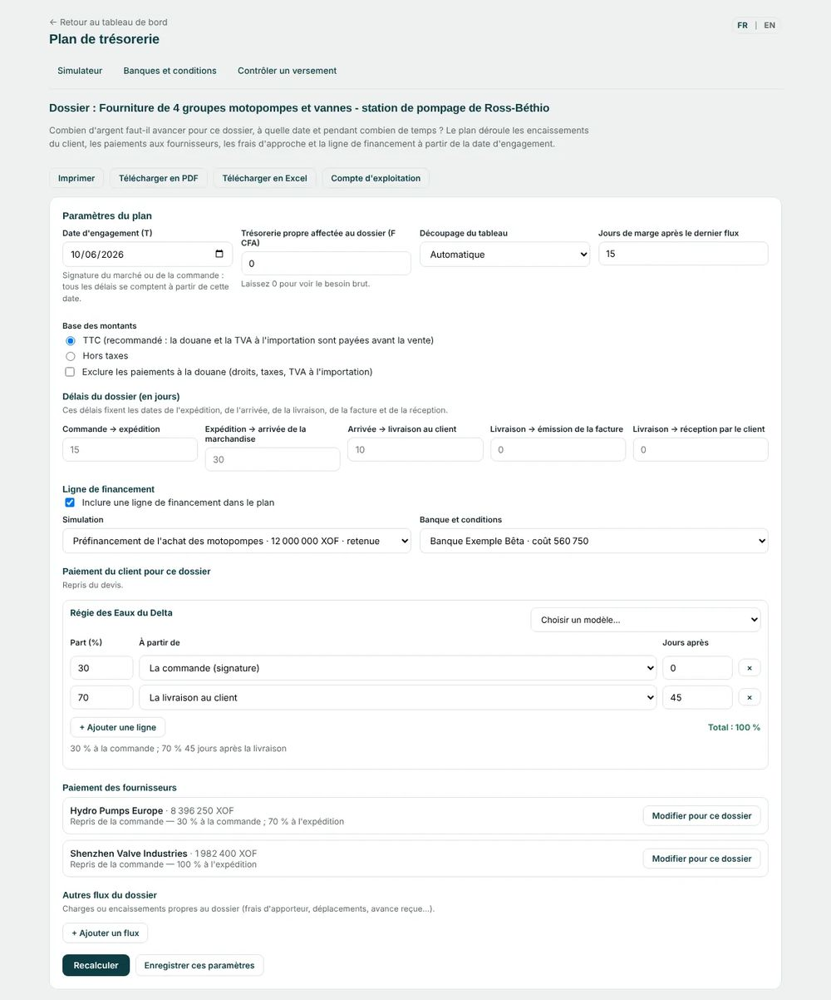 ← Retour au tableau de bord
FR | EN
Plan de trésorerie
Simulateur Banques et conditions Contrôler un versement
Dossier : Fourniture de 4 groupes motopompes et vannes - station de pompage de Ross-Béthio
Combien d'argent faut-il avancer pour ce dossier, à quelle date et pendant combien de temps ? Le plan déroule les encaissements
du client, les paiements aux fournisseurs, les frais d'approche et la ligne de financement à partir de la date d'engagement.
Imprimer Télécharger en PDF Télécharger en Excel Compte d'exploitation
Paramètres du plan
Date d'engagement (T)
10/06/2026
Signature du marché ou de la commande :
tous les délais se comptent à partir de cette
date.
Trésorerie propre affectée au dossier (F
CFA)
0
Laissez 0 pour voir le besoin brut.
Découpage du tableau
Automatique
Jours de marge après le dernier flux
15
Base des montants
TTC (recommandé : la douane et la TVA à l'importation sont payées avant la vente)
Hors taxes
Exclure les paiements à la douane (droits, taxes, TVA à l'importation)
Délais du dossier (en jours)
Ces délais fixent les dates de l'expédition, de l'arrivée, de la livraison, de la facture et de la réception.
Commande → expédition
15
Expédition → arrivée de la
marchandise
30
Arrivée → livraison au client
10
Livraison → émission de la facture
0
Livraison → réception par le client
0
Ligne de financement
Inclure une ligne de financement dans le plan
Simulation
Préfinancement de l'achat des motopompes · 12 000 000 XOF · retenue
Banque et conditions
Banque Exemple Bêta · coût 560 750
Paiement du client pour ce dossier
Repris du devis.
Régie des Eaux du Delta
Choisir un modèle...
Part (%) À partir de Jours après
30 La commande (signature) 0 ×
70 La livraison au client 45 ×
+ Ajouter une ligne Total : 100 %
30 % à la commande ; 70 % 45 jours après la livraison
Paiement des fournisseurs
Hydro Pumps Europe · 8 396 250 XOF
Repris de la commande — 30 % à la commande ; 70 % à l'expédition
Modifier pour ce dossier
Shenzhen Valve Industries · 1 982 400 XOF
Repris de la commande — 100 % à l'expédition
Modifier pour ce dossier
Autres flux du dossier
Charges ou encaissements propres au dossier (frais d'apporteur, déplacements, avance reçue...).
+ Ajouter un flux
Recalculer Enregistrer ces paramètres